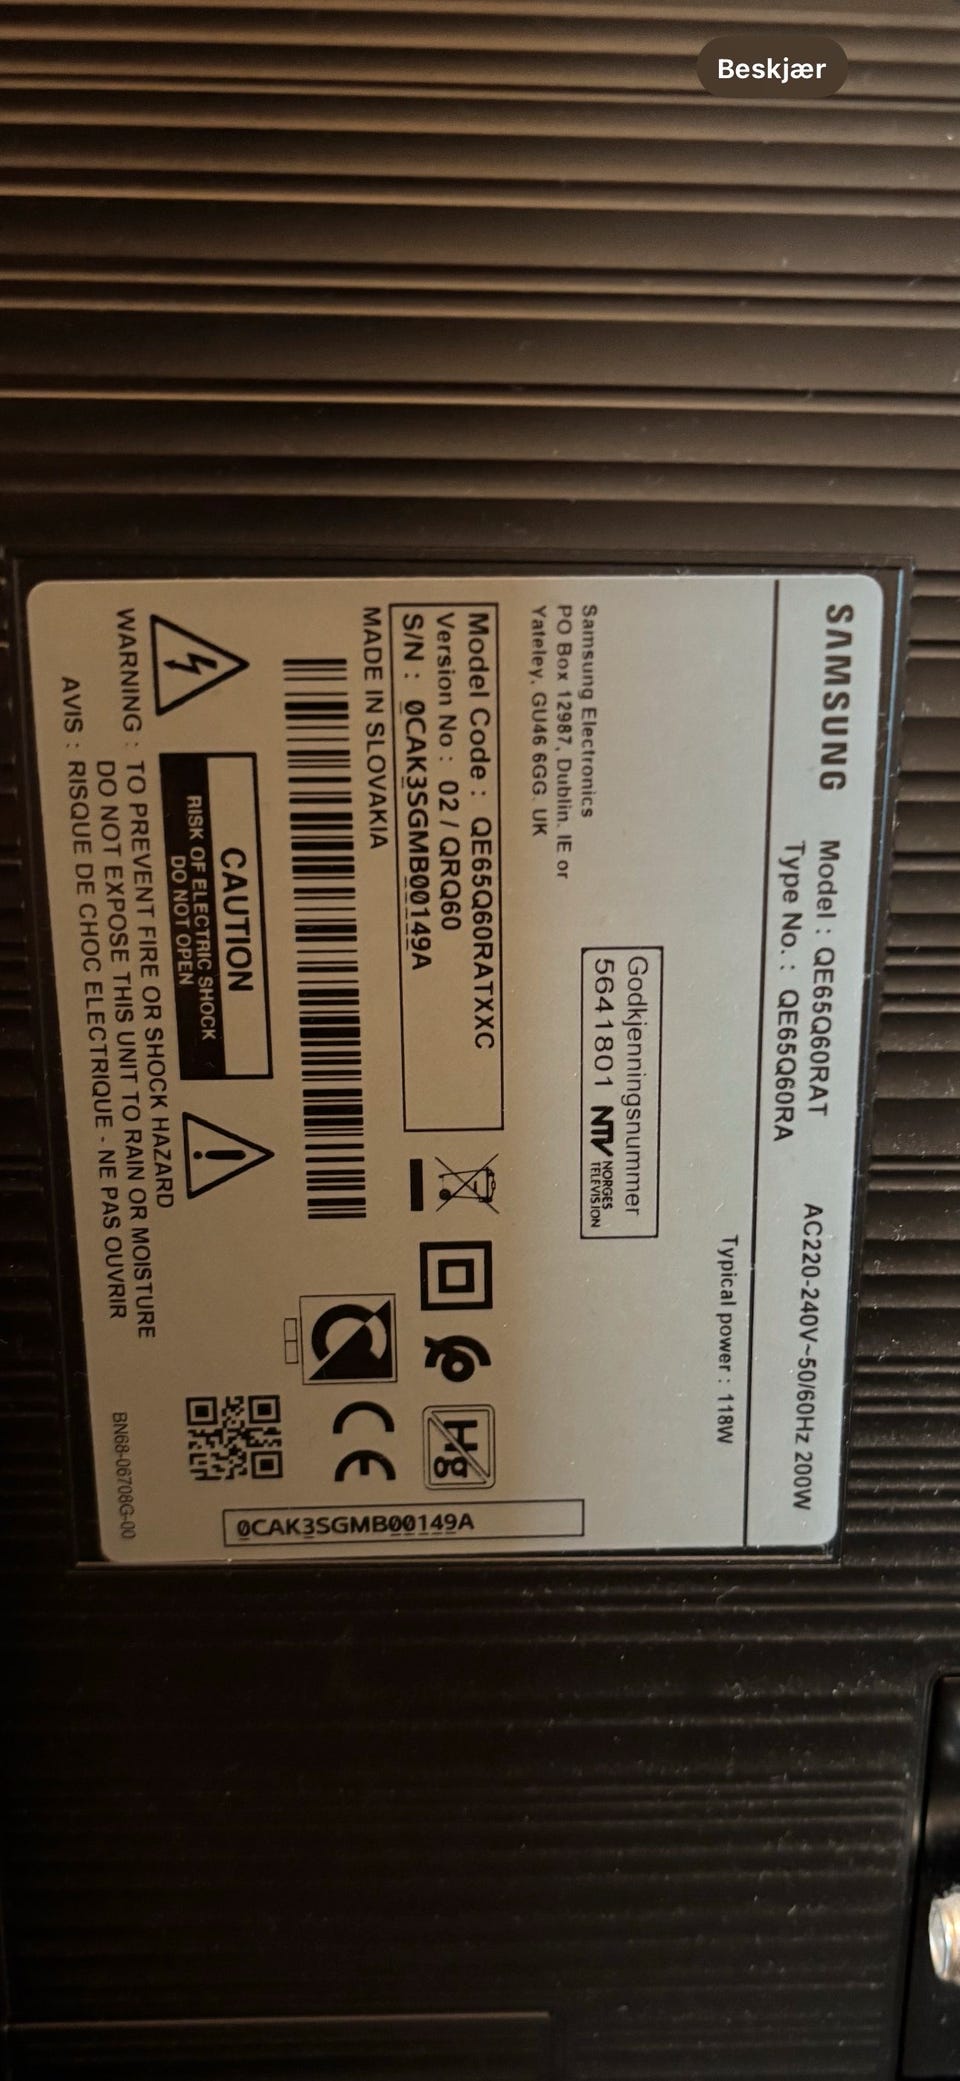 Beskjær
SAMSUNG
Model : QE65Q60RAT
Type No. : QE65Q60RA
AC220-240V~50/60Hz 200W
Typical power : 118W
Godkjenningsnummer
5641801 NTV NORGES
TELEVISJON
Samsung Electronics
PO Box 12987, Dublin. IE or
Yateley, GU46 6GG. UK
Model Code : QE65Q60RATXXC
Version No : 02 / QRQ60
S/N : 0CAK3SGMB00149A
MADE IN SLOVAKIA
Hg
CE
0CAK3SGMB00149A
CAUTION
RISK OF ELECTRIC SHOCK
DO NOT OPEN
WARNING : TO PREVENT FIRE OR SHOCK HAZARD
DO NOT EXPOSE THIS UNIT TO RAIN OR MOISTURE
AVIS : RISQUE DE CHOC ELECTRIQUE - NE PAS OUVRIR
BN68-06708G-00